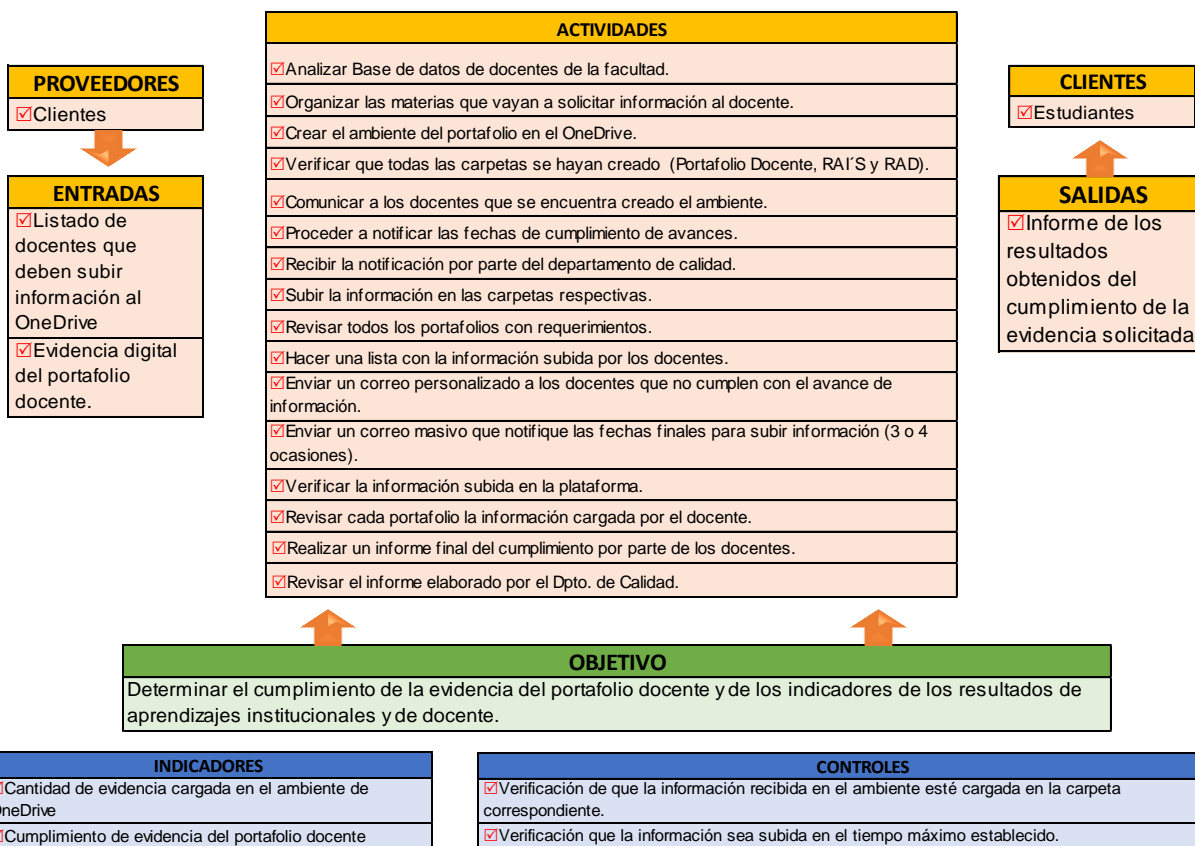 ACTIVIDADES
Analizar Base de datos de docentes de la facultad.
Organizar las materias que vayan a solicitar información al docente.
Crear el ambiente del portafolio en el OneDrive.
Verificar que todas las carpetas se hayan creado (Portafolio Docente, RAI´S y RAD).
Comunicar a los docentes que se encuentra creado el ambiente.
Proceder a notificar las fechas de cumplimiento de avances.
Recibir la notificación por parte del departamento de calidad.
Subir la información en las carpetas respectivas.
Revisar todos los portafolios con requerimientos.
Hacer una lista con la información subida por los docentes.
Enviar un correo personalizado a los docentes que no cumplen con el avance de
información.
Enviar un correo masivo que notifique las fechas finales para subir información (3 o 4
ocasiones).
Verificar la información subida en la plataforma.
Revisar cada portafolio la información cargada por el docente.
Realizar un informe final del cumplimiento por parte de los docentes.
Revisar el informe elaborado por el Dpto. de Calidad.
PROVEEDORES
Clientes
ENTRADAS
Listado de
docentes que
deben subir
información al
OneDrive
Evidencia digital
del portafolio
docente.
CLIENTES
Estudiantes
SALIDAS
Informe de los
resultados
obtenidos del
cumplimiento de la
evidencia solicitada
OBJETIVO
Determinar el cumplimiento de la evidencia del portafolio docente y de los indicadores de los resultados de
aprendizajes institucionales y de docente.
INDICADORES
Cantidad de evidencia cargada en el ambiente de
OneDrive
Cumplimiento de evidencia del portafolio docente
CONTROLES
Verificación de que la información recibida en el ambiente esté cargada en la carpeta
correspondiente.
Verificación que la información sea subida en el tiempo máximo establecido.